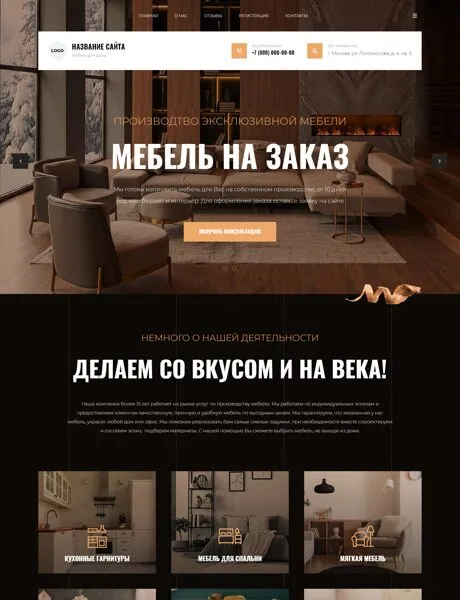 ГЛАВНАЯ О НАС ОТЗЫВЫ РЕГИСТРАЦИЯ КОНТАКТЫ
LOGO
НАЗВАНИЕ САЙТА
Мебель для дома
+7 (900) 000-00-00
г. Москва, ул. Ломоносова, д. н, кв. 5
ПРОИЗВОДТВО ЭКСКЛЮЗИВНОЙ МЕБЕЛИ
МЕБЕЛЬ НА ЗАКАЗ
Мы готовы изготовить мебель для Вас на собственном производстве, от 10 дней
под ваш бюджет и интерьер. Для оформления заказа оставьте заявку на сайте
ПОЛУЧИТЬ КОНСУЛЬТАЦИЮ
НЕМНОГО О НАШЕЙ ДЕЯТЕЛЬНОСТИ
ДЕЛАЕМ СО ВКУСОМ И НА ВЕКА!
Наша компания более 15 лет работает на рынке услуг по производству мебели. Мы работаем по индивидуальным эскизам и
предоставляем клиентам качественную, прочную и удобную мебель по выгодным ценам. Мы гарантируем, что заказанная у нас
мебель, украсит любой дом или офис. Мы поможем реализовать Вам самые смелые задумки, при необходимости вместе спроектируем
и составим эскиз, подберем материалы. С нашей помощью Вы сможете выбрать мебель, не выходя из дома.
КУХОННЫЕ ГАРНИТУРЫ
МЕБЕЛЬ ДЛЯ СПАЛЬНИ
МЯГКАЯ МЕБЕЛЬ